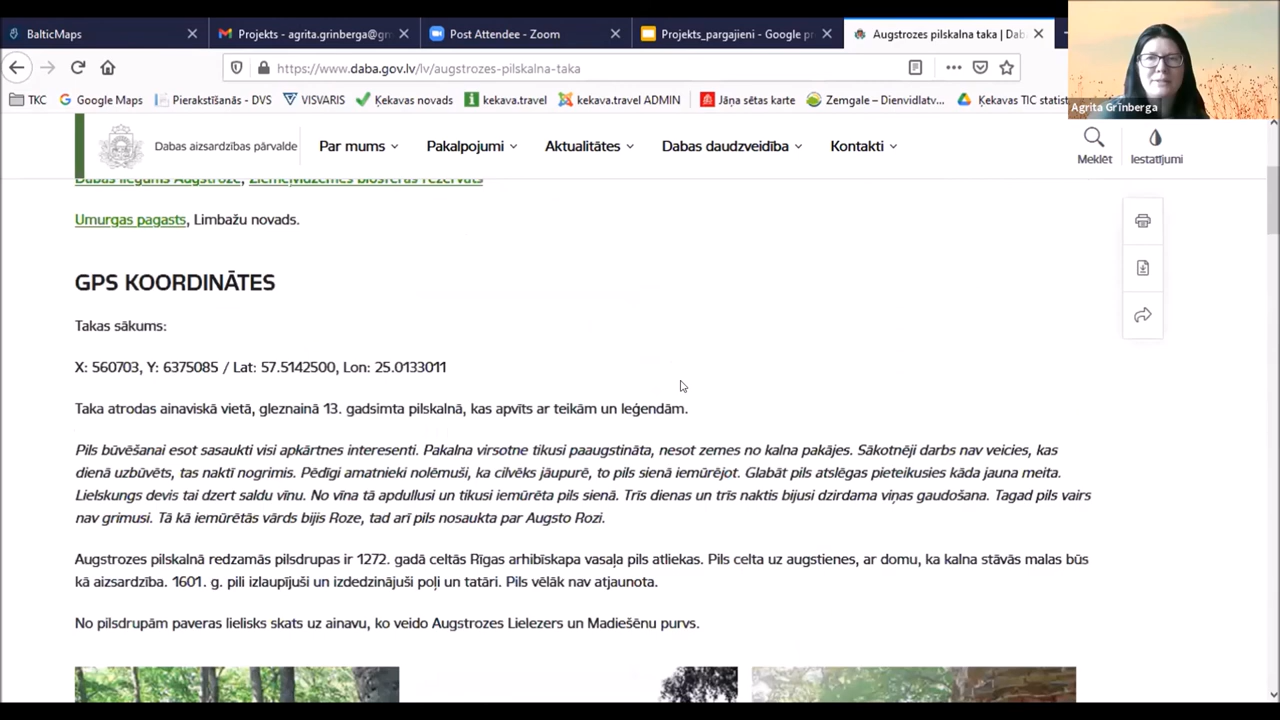 BalticMaps
Projekts - agrita.grinberga@gm
Post Attendee - Zoom
Projekts_pargajieni - Google pr
Augstrozes pilskalna taka | Dab
https://www.daba.gov.lv/lv/augstrozes-pilskalna-taka
TKC
Google Maps
Pierakstīšanās - DVS
VISVARIS
Ķekavas novads
kekava.travel
kekava.travel ADMIN
Jāņa sētas karte
Zemgale – Dienvidlatv...
Ķekavas TIC statist
Agrita Grīnberga
Dabas aizsardzības pārvalde
Par mums
Pakalpojumi
Aktualitātes
Dabas daudzveidība
Kontakti
Meklēt
Iestatījumi
Dabas liegums Augstroze, Ziemeļvidzemes biosfēras rezervāts
Umurgas pagasts, Limbažu novads.
GPS KOORDINĀTES
Takas sākums:
X: 560703, Y: 6375085 / Lat: 57.5142500, Lon: 25.0133011
Taka atrodas ainaviskā vietā, gleznainā 13. gadsimta pilskalnā, kas apvīts ar teikām un leģendām.
Pils būvēšanai esot sasaukti visi apkārtnes interesenti. Pakalna virsotne tikusi paaugstināta, nesot zemes no kalna pakājes. Sākotnēji darbs nav veicies, kas
dienā uzbūvēts, tas naktī nogrimis. Pēdīgi amatnieki nolēmuši, ka cilvēks jāupurē, to pils sienā iemūrējot. Glabāt pils atslēgas pieteikusies kāda jauna meita.
Lielskungs devis tai dzert saldu vīnu. No vīna tā apdullusi un tikusi iemūrēta pils sienā. Trīs dienas un trīs naktis bijusi dzirdama viņas gaudošana. Tagad pils vairs
nav grimusi. Tā kā iemūrētās vārds bijis Roze, tad arī pils nosaukta par Augsto Rozi.
Augstrozes pilskalnā redzamās pilsdrupas ir 1272. gadā celtās Rīgas arhibīskapa vasaļa pils atliekas. Pils celta uz augstienes, ar domu, ka kalna stāvās malas būs
kā aizsardzība. 1601. g. pili izlaupījuši un izdedzinājuši poļi un tatāri. Pils vēlāk nav atjaunota.
No pilsdrupām paveras lielisks skats uz ainavu, ko veido Augstrozes Lielezers un Madiešēnu purvs.